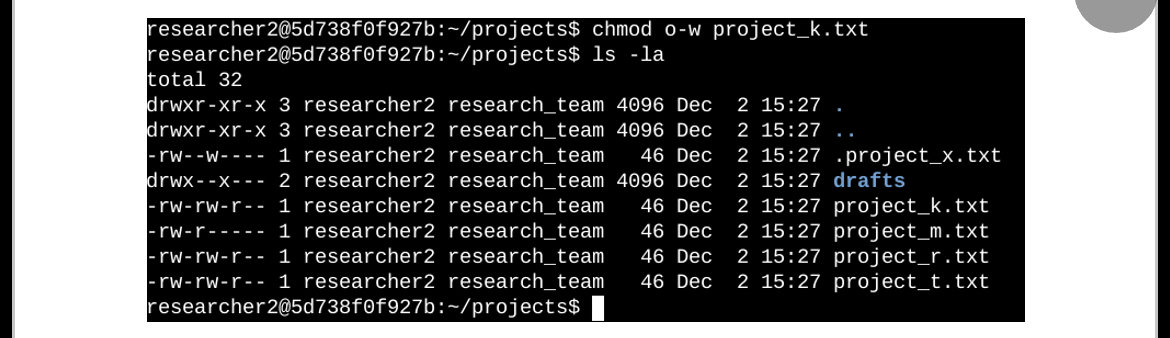 researcher2@5d738f0f927b:~/projects$ chmod o-w project_k.txt
researcher2@5d738f0f927b:~/projects$ ls -la
total 32
drwxr-xr-x 3 researcher2 research_team 4096 Dec  2 15:27 .
drwxr-xr-x 3 researcher2 research_team 4096 Dec  2 15:27 ..
-rw--w---- 1 researcher2 research_team   46 Dec  2 15:27 .project_x.txt
drwx--x--- 2 researcher2 research_team 4096 Dec  2 15:27 drafts
-rw-rw-r-- 1 researcher2 research_team   46 Dec  2 15:27 project_k.txt
-rw-r----- 1 researcher2 research_team   46 Dec  2 15:27 project_m.txt
-rw-rw-r-- 1 researcher2 research_team   46 Dec  2 15:27 project_r.txt
-rw-rw-r-- 1 researcher2 research_team   46 Dec  2 15:27 project_t.txt
researcher2@5d738f0f927b:~/projects$